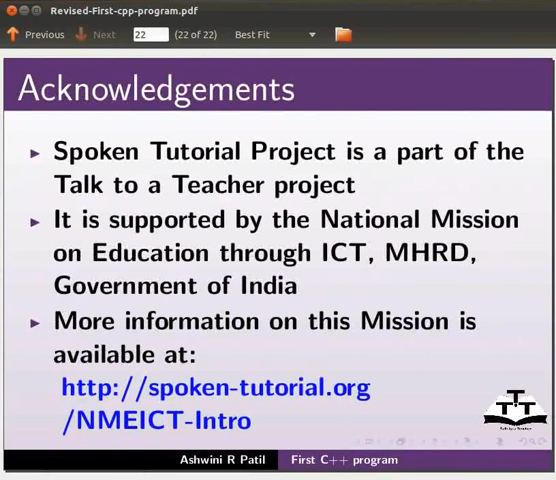 Revised-First-cpp-program.pdf
Previous Next 22 (22 of 22) Best Fit
Acknowledgements
Spoken Tutorial Project is a part of the
Talk to a Teacher project
It is supported by the National Mission
on Education through ICT, MHRD,
Government of India
More information on this Mission is
available at:
http://spoken-tutorial.org
/NMEICT-Intro
TTT
Ashwini R Patil First C++ program